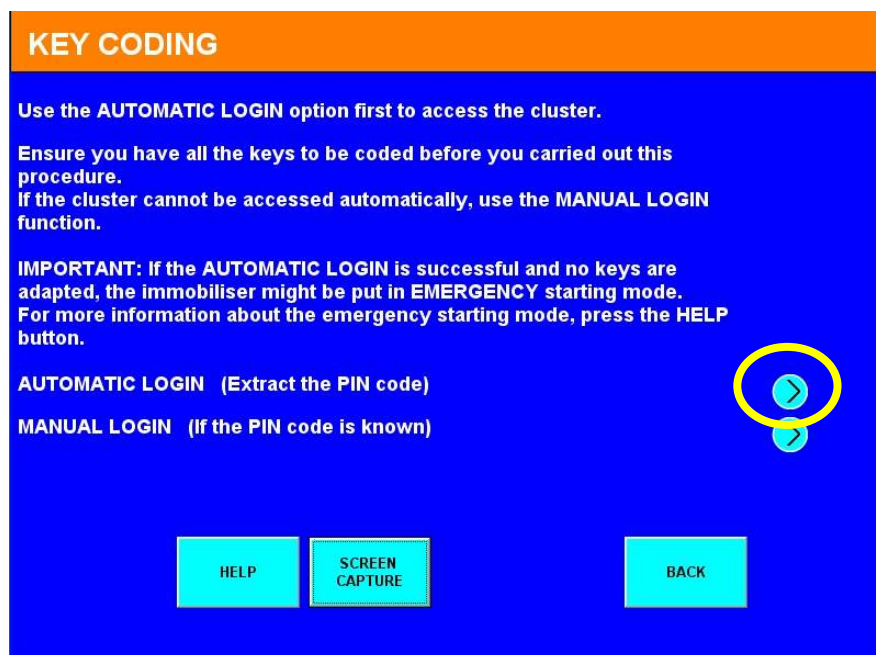 KEY CODING
Use the AUTOMATIC LOGIN option first to access the cluster.
Ensure you have all the keys to be coded before you carried out this
procedure.
If the cluster cannot be accessed automatically, use the MANUAL LOGIN
function.
IMPORTANT: If the AUTOMATIC LOGIN is successful and no keys are
adapted, the immobiliser might be put in EMERGENCY starting mode.
For more information about the emergency starting mode, press the HELP
button.
AUTOMATIC LOGIN (Extract the PIN code)
MANUAL LOGIN (If the PIN code is known)
HELP
SCREEN
CAPTURE
BACK